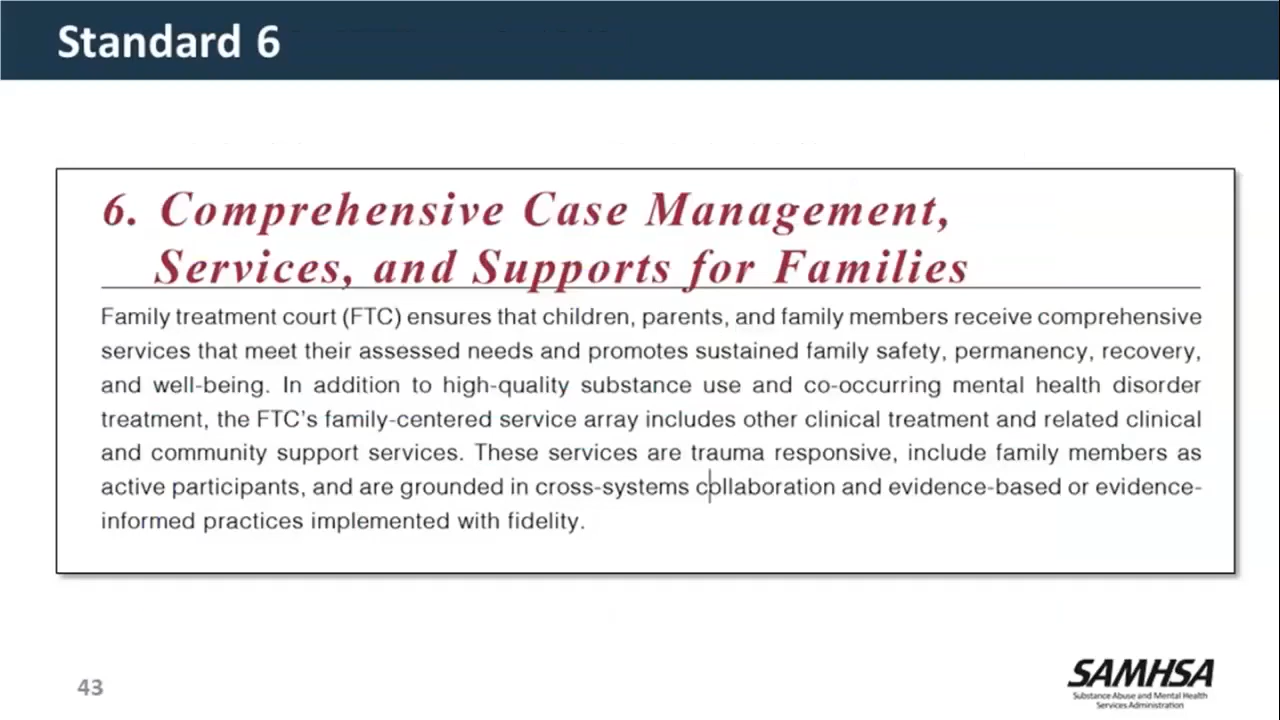 Standard 6
6. Comprehensive Case Management,
Services, and Supports for Families
Family treatment court (FTC) ensures that children, parents, and family members receive comprehensive
services that meet their assessed needs and promotes sustained family safety, permanency, recovery,
and well-being. In addition to high-quality substance use and co-occurring mental health disorder
treatment, the FTC's family-centered service array includes other clinical treatment and related clinical
and community support services. These services are trauma responsive, include family members as
active participants, and are grounded in cross-systems collaboration and evidence-based or evidence-
informed practices implemented with fidelity.
43
SAMHSA
Substance Abuse and Mental Health
Services Administration